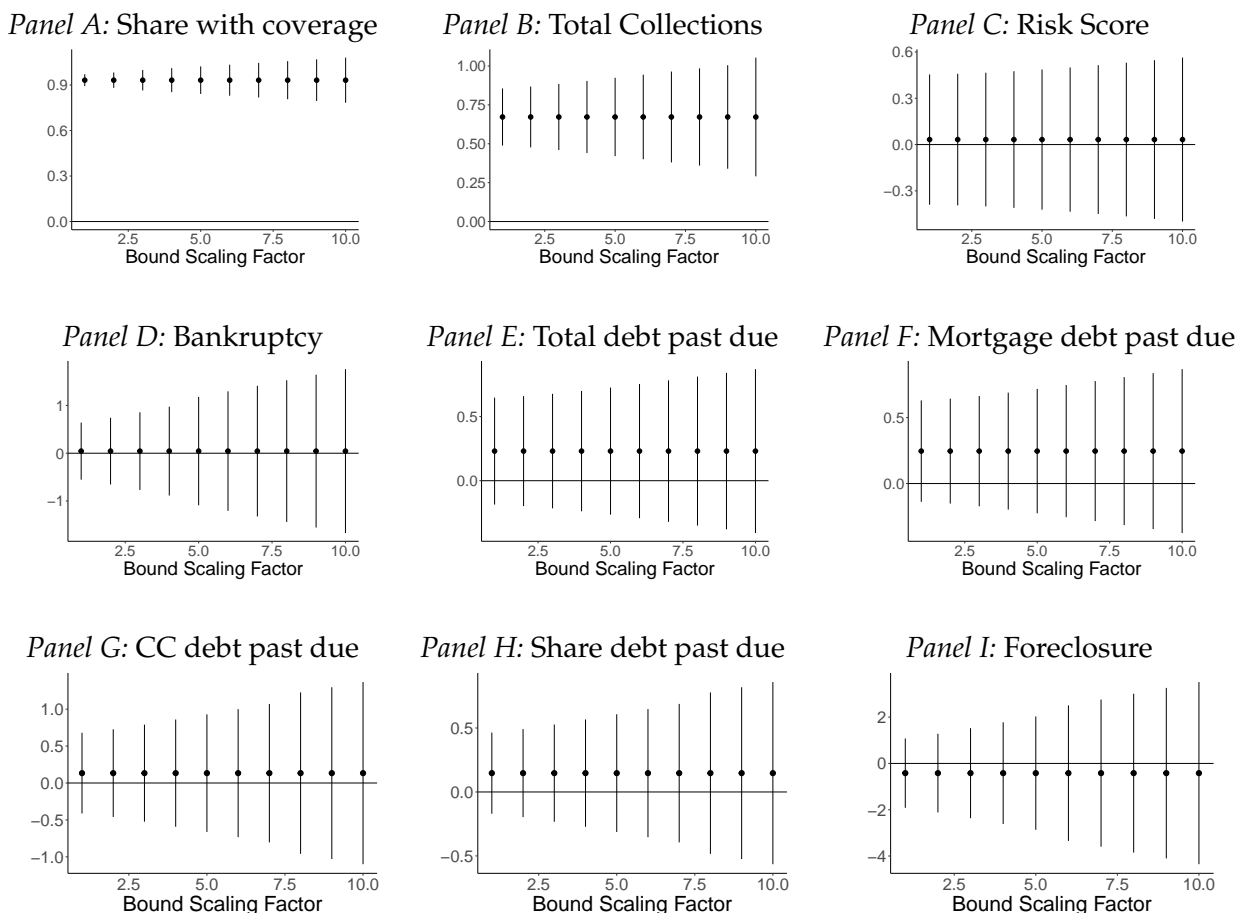 Panel A: Share with coverage
0.9
0.6
0.3
0.0
2.5 5.0 7.5 10.0
Bound Scaling Factor
Panel B: Total Collections
1.00
0.75
0.50
0.25
0.00
2.5 5.0 7.5 10.0
Bound Scaling Factor
Panel C: Risk Score
0.6
0.3
0.0
−0.3
2.5 5.0 7.5 10.0
Bound Scaling Factor
Panel D: Bankruptcy
1
0
−1
2.5 5.0 7.5 10.0
Bound Scaling Factor
Panel E: Total debt past due
0.5
0.0
2.5 5.0 7.5 10.0
Bound Scaling Factor
Panel F: Mortgage debt past due
0.5
0.0
2.5 5.0 7.5 10.0
Bound Scaling Factor
Panel G: CC debt past due
1.0
0.5
0.0
−0.5
−1.0
2.5 5.0 7.5 10.0
Bound Scaling Factor
Panel H: Share debt past due
0.5
0.0
−0.5
2.5 5.0 7.5 10.0
Bound Scaling Factor
Panel I: Foreclosure
2
0
−2
−4
2.5 5.0 7.5 10.0
Bound Scaling Factor